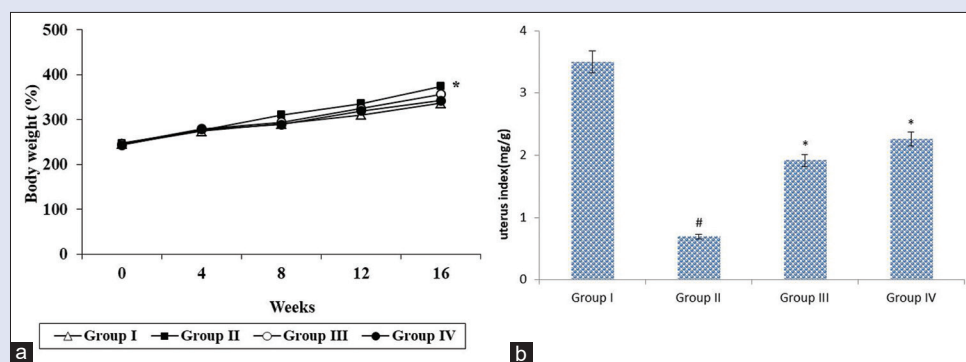 500
400
300
200
100
0
Body weight (%)
*
0 4 8 12 16
Weeks
Group I Group II Group III Group IV
a
4
3
2
1
0
uterus index(mg/g)
#
*
*
Group I Group II Group III Group IV
b